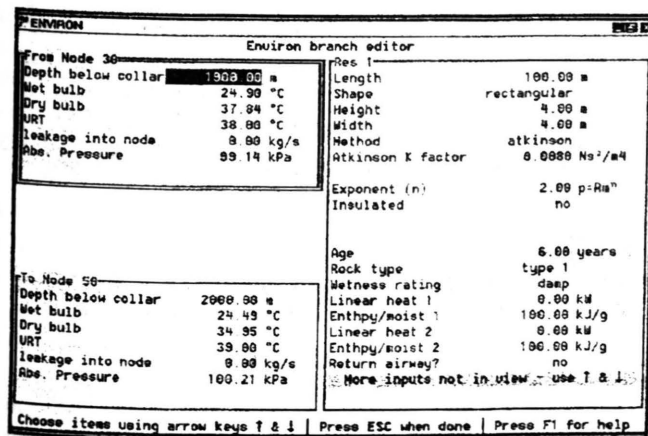 ENVIRON
Environ branch editor
From Node 30
Depth below collar 1900.00 m
Wet bulb 24.90 °C
Dry bulb 37.84 °C
VRT 38.00 °C
leakage into node 0.00 kg/s
Abs. Pressure 99.14 kPa
To Node 50
Depth below collar 2000.00 m
Wet bulb 24.49 °C
Dry bulb 34.95 °C
VRT 39.00 °C
leakage into node 0.00 kg/s
Abs. Pressure 100.21 kPa
Res 1
Length 100.00 m
Shape rectangular
Height 4.00 m
Width 4.00 m
Method atkinson
Atkinson K factor 0.0080 Ns²/m4
Exponent (n) 2.00 p=Rmⁿ
Insulated no
Age 6.00 years
Rock type type 1
Wetness rating damp
Linear heat 1 0.00 kW
Enthpy/moist 1 100.00 kJ/g
Linear heat 2 0.00 kW
Enthpy/moist 2 100.00 kJ/g
Return airway? no
More inputs not in view - use ↑ & ↓
Choose items using arrow keys ↑ & ↓ | Press ESC when done | Press F1 for help